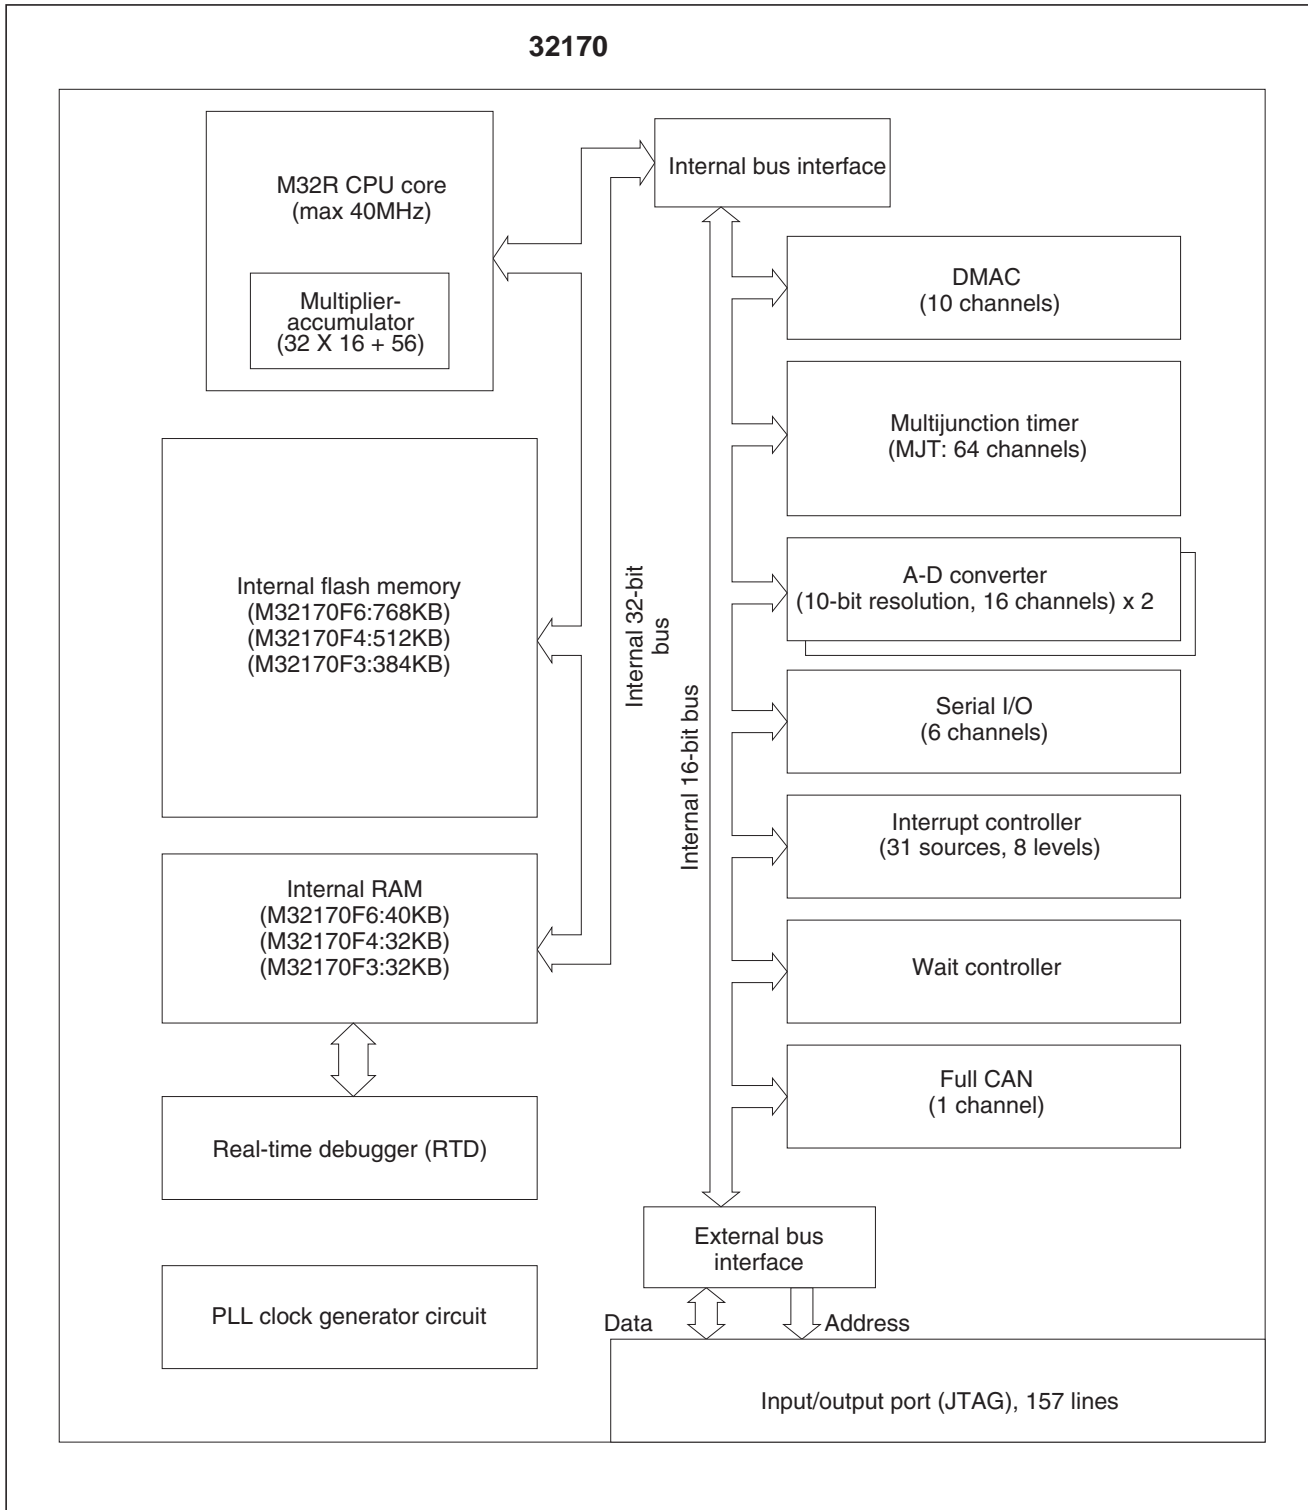 32170
M32R CPU core
(max 40MHz)
Multiplier-
accumulator
(32 X 16 + 56)
Internal flash memory
(M32170F6:768KB)
(M32170F4:512KB)
(M32170F3:384KB)
Internal RAM
(M32170F6:40KB)
(M32170F4:32KB)
(M32170F3:32KB)
Real-time debugger (RTD)
PLL clock generator circuit
Internal 32-bit
bus
Internal 16-bit bus
Internal bus interface
DMAC
(10 channels)
Multijunction timer
(MJT: 64 channels)
A-D converter
(10-bit resolution, 16 channels) x 2
Serial I/O
(6 channels)
Interrupt controller
(31 sources, 8 levels)
Wait controller
Full CAN
(1 channel)
External bus
interface
Data
Address
Input/output port (JTAG), 157 lines